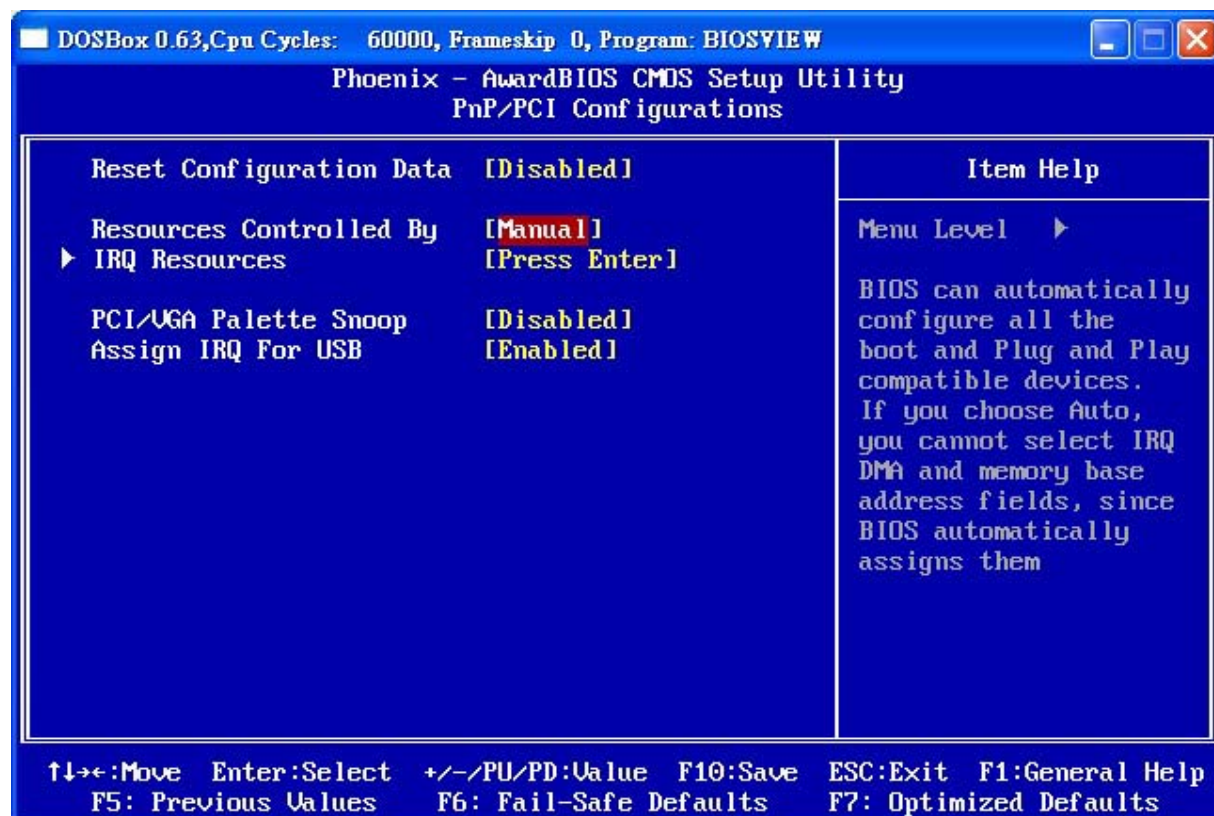 DOSBox 0.63,Cpu Cycles: 60000, Frameskip 0, Program: BIOSVIEW
Phoenix - AwardBIOS CMOS Setup Utility
PnP/PCI Configurations
Reset Configuration Data [Disabled]
Resources Controlled By [Manual]
IRQ Resources [Press Enter]
PCI/VGA Palette Snoop [Disabled]
Assign IRQ For USB [Enabled]
Item Help
Menu Level
BIOS can automatically
configure all the
boot and Plug and Play
compatible devices.
If you choose Auto,
you cannot select IRQ
DMA and memory base
address fields, since
BIOS automatically
assigns them
↑↓→←:Move Enter:Select +/-/PU/PD:Value F10:Save ESC:Exit F1:General Help
F5: Previous Values F6: Fail-Safe Defaults F7: Optimized Defaults